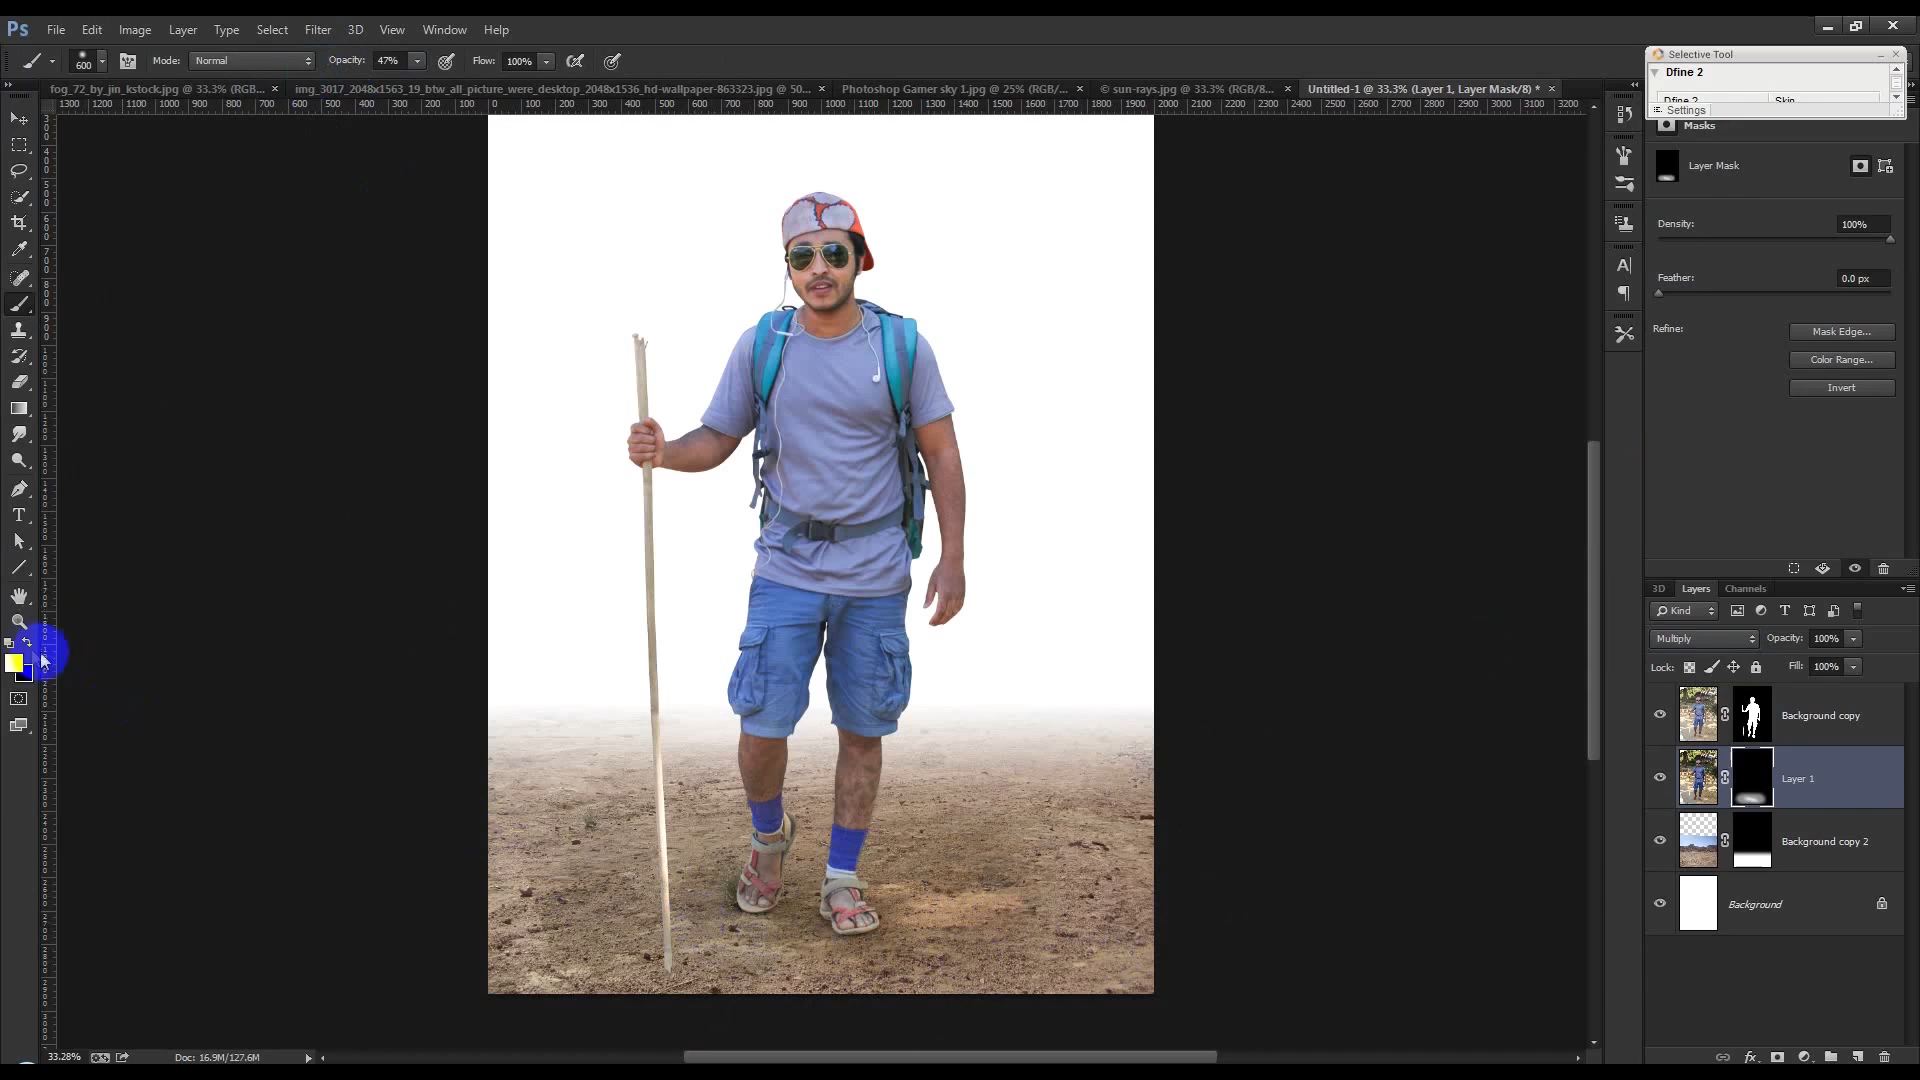 Ps File Edit Image Layer Type Select Filter 3D View Window Help
600 Mode: Normal Opacity: 47% Flow: 100%
fog_72_by_jin_kstock.jpg @ 33.3% (RGB... × img_3017_2048x1563_19_btw_all_picture_were_desktop_2048x1536_hd-wallpaper-863323.jpg @ 50... × Photoshop Gamer sky 1.jpg @ 25% (RGB/... × © sun-rays.jpg @ 33.3% (RGB/8... × Untitled-1 @ 33.3% (Layer 1, Layer Mask/8) * ×
1300 1200 1100 1000 900 800 700 600 500 400 300 200 100 0 100 200 300 400 500 600 700 800 900 1000 1100 1200 1300 1400 1500 1600 1700 1800 1900 2000 2100 2200 2300 2400 2500 2600 2700 2800 2900 3000 3100 3200
Selective Tool
Dfine 2
Dfine 2 Skin
Settings
Masks
Layer Mask
Density: 100%
Feather: 0.0 px
Refine: Mask Edge...
Color Range...
Invert
3D Layers Channels
Kind
Multiply Opacity: 100%
Lock: Fill: 100%
Background copy
Layer 1
Background copy 2
Background
33.28% Doc: 16.9M/127.6M